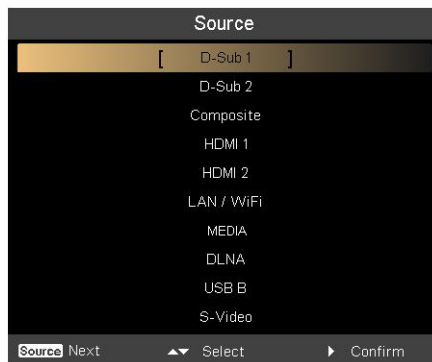 Source
[ D-Sub 1 ]
D-Sub 2
Composite
HDMI 1
HDMI 2
LAN / WiFi
MEDIA
DLNA
USB B
S-Video
Source Next ▲▼ Select ▶ Confirm